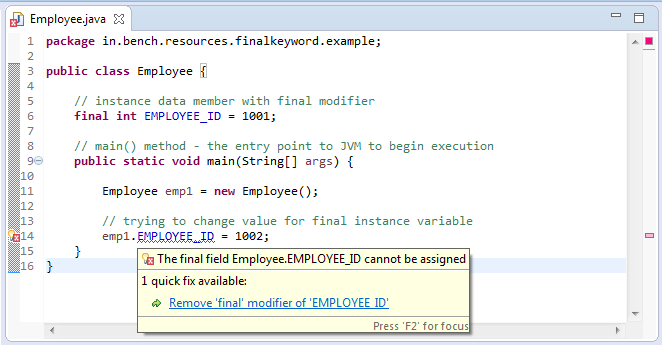 Employee.java
1 package in.bench.resources.finalkeyword.example;
2
3 public class Employee {
4
5 // instance data member with final modifier
6 final int EMPLOYEE_ID = 1001;
7
8 // main() method - the entry point to JVM to begin execution
9 public static void main(String[] args) {
10
11 Employee emp1 = new Employee();
12
13 // trying to change value for final instance variable
14 emp1.EMPLOYEE_ID = 1002;
15 }
16 }
The final field Employee.EMPLOYEE_ID cannot be assigned
1 quick fix available:
Remove 'final' modifier of 'EMPLOYEE_ID'
Press 'F2' for focus